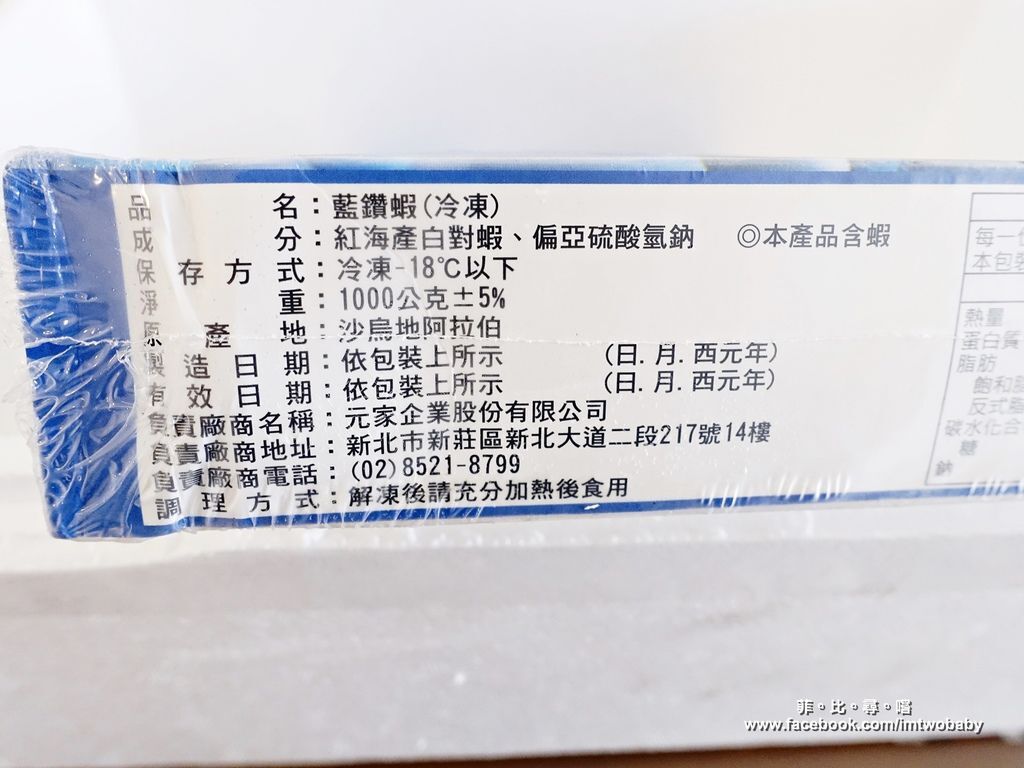 品名：藍鑽蝦(冷凍)
成分：紅海產白對蝦、偏亞硫酸氫鈉 ◎本產品含蝦
保存方式：冷凍-18℃以下
淨重：1000公克±5%
原產地：沙烏地阿拉伯
製造日期：依包裝上所示 (日.月.西元年)
有效日期：依包裝上所示 (日.月.西元年)
負責廠商名稱：元家企業股份有限公司
負責廠商地址：新北市新莊區新北大道二段217號14樓
負責廠商電話：(02)8521-8799
調理方式：解凍後請充分加熱後食用
每一
本包裝
熱量
蛋白質
脂肪
飽和
反式脂
碳水化合
糖
鈉
菲。比。尋。嚐
www.facebook.com/imtwobaby